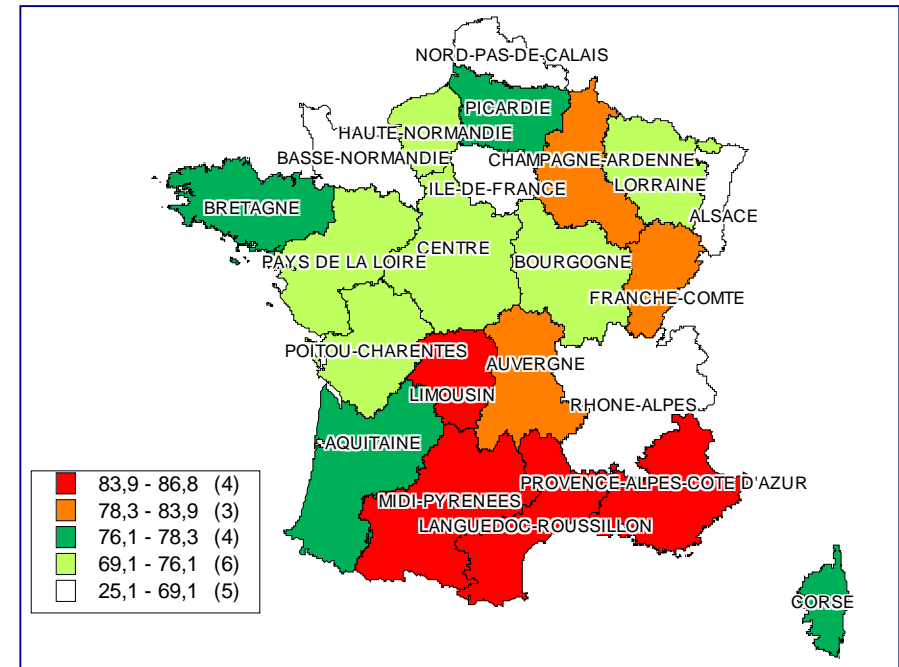 NORD-PAS-DE-CALAIS
PICARDIE
HAUTE-NORMANDIE
BASSE-NORMANDIE
CHAMPAGNE-ARDENNE
ILE-DE-FRANCE
LORRAINE
BRETAGNE
ALSACE
PAYS DE LA LOIRE
CENTRE
BOURGOGNE
FRANCHE-COMTE
POITOU-CHARENTES
AUVERGNE
LIMOUSIN
RHONE-ALPES
AQUITAINE
PROVENCE-ALPES-COTE D'AZUR
MIDI-PYRENEES
LANGUEDOC-ROUSSILLON
CORSE
83,9 - 86,8 (4)
78,3 - 83,9 (3)
76,1 - 78,3 (4)
69,1 - 76,1 (6)
25,1 - 69,1 (5)